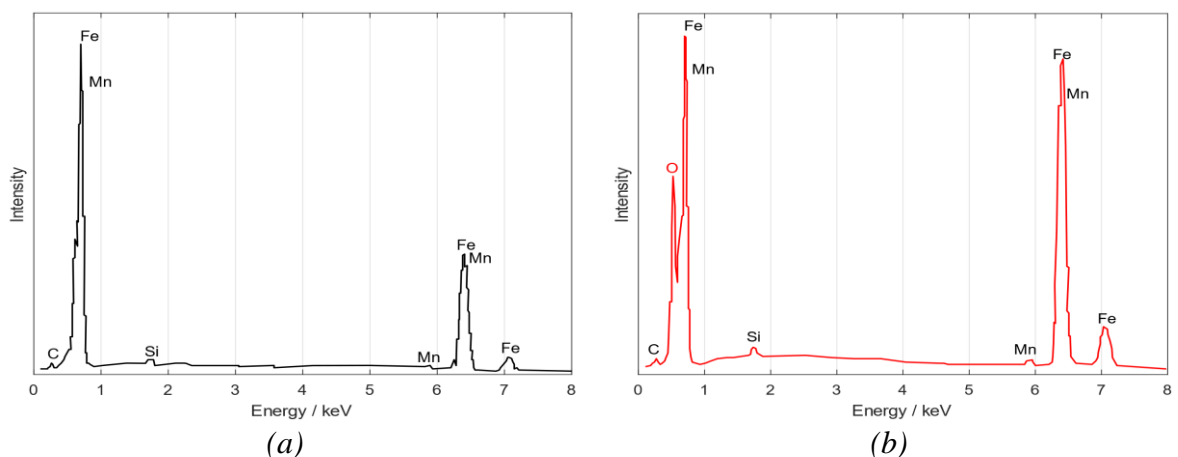 Fe
Mn
Fe
Mn
C
Si
Mn
Fe
0 1 2 3 4 5 6 7 8
Energy / keV
Intensity
(a)
Fe
Mn
O
Fe
Mn
C
Si
Mn
Fe
0 1 2 3 4 5 6 7 8
Energy / keV
Intensity
(b)